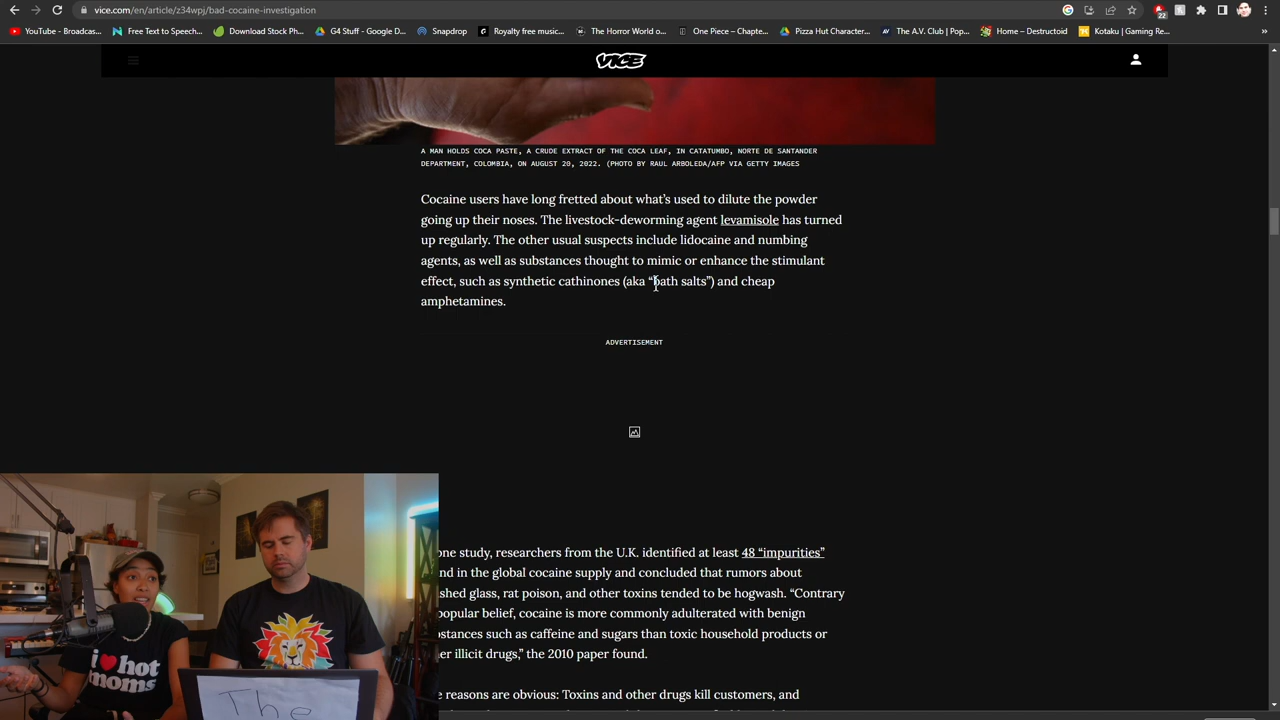 vice.com/en/article/z34wpj/bad-cocaine-investigation
YouTube - Broadcas... Free Text to Speech... Download Stock Ph... G4 Stuff - Google D... Snapdrop Royalty free music... The Horror World o... One Piece – Chapte... Pizza Hut Character... The A.V. Club | Pop... Home – Destructoid Kotaku | Gaming Re... »
22
VICE
A MAN HOLDS COCA PASTE, A CRUDE EXTRACT OF THE COCA LEAF, IN CATATUMBO, NORTE DE SANTANDER
DEPARTMENT, COLOMBIA, ON AUGUST 20, 2022. (PHOTO BY RAUL ARBOLEDA/AFP VIA GETTY IMAGES
Cocaine users have long fretted about what’s used to dilute the powder
going up their noses. The livestock-deworming agent levamisole has turned
up regularly. The other usual suspects include lidocaine and numbing
agents, as well as substances thought to mimic or enhance the stimulant
effect, such as synthetic cathinones (aka “bath salts”) and cheap
amphetamines.
ADVERTISEMENT
one study, researchers from the U.K. identified at least 48 “impurities”
nd in the global cocaine supply and concluded that rumors about
shed glass, rat poison, and other toxins tended to be hogwash. “Contrary
popular belief, cocaine is more commonly adulterated with benign
bstances such as caffeine and sugars than toxic household products or
er illicit drugs,” the 2010 paper found.
e reasons are obvious: Toxins and other drugs kill customers, and
i ❤ hot
moms
The